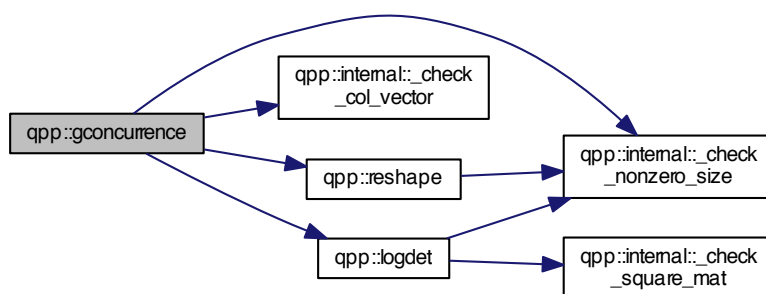 qpp::gconcurrence
qpp::internal::_check
_col_vector
qpp::reshape
qpp::logdet
qpp::internal::_check
_nonzero_size
qpp::internal::_check
_square_mat